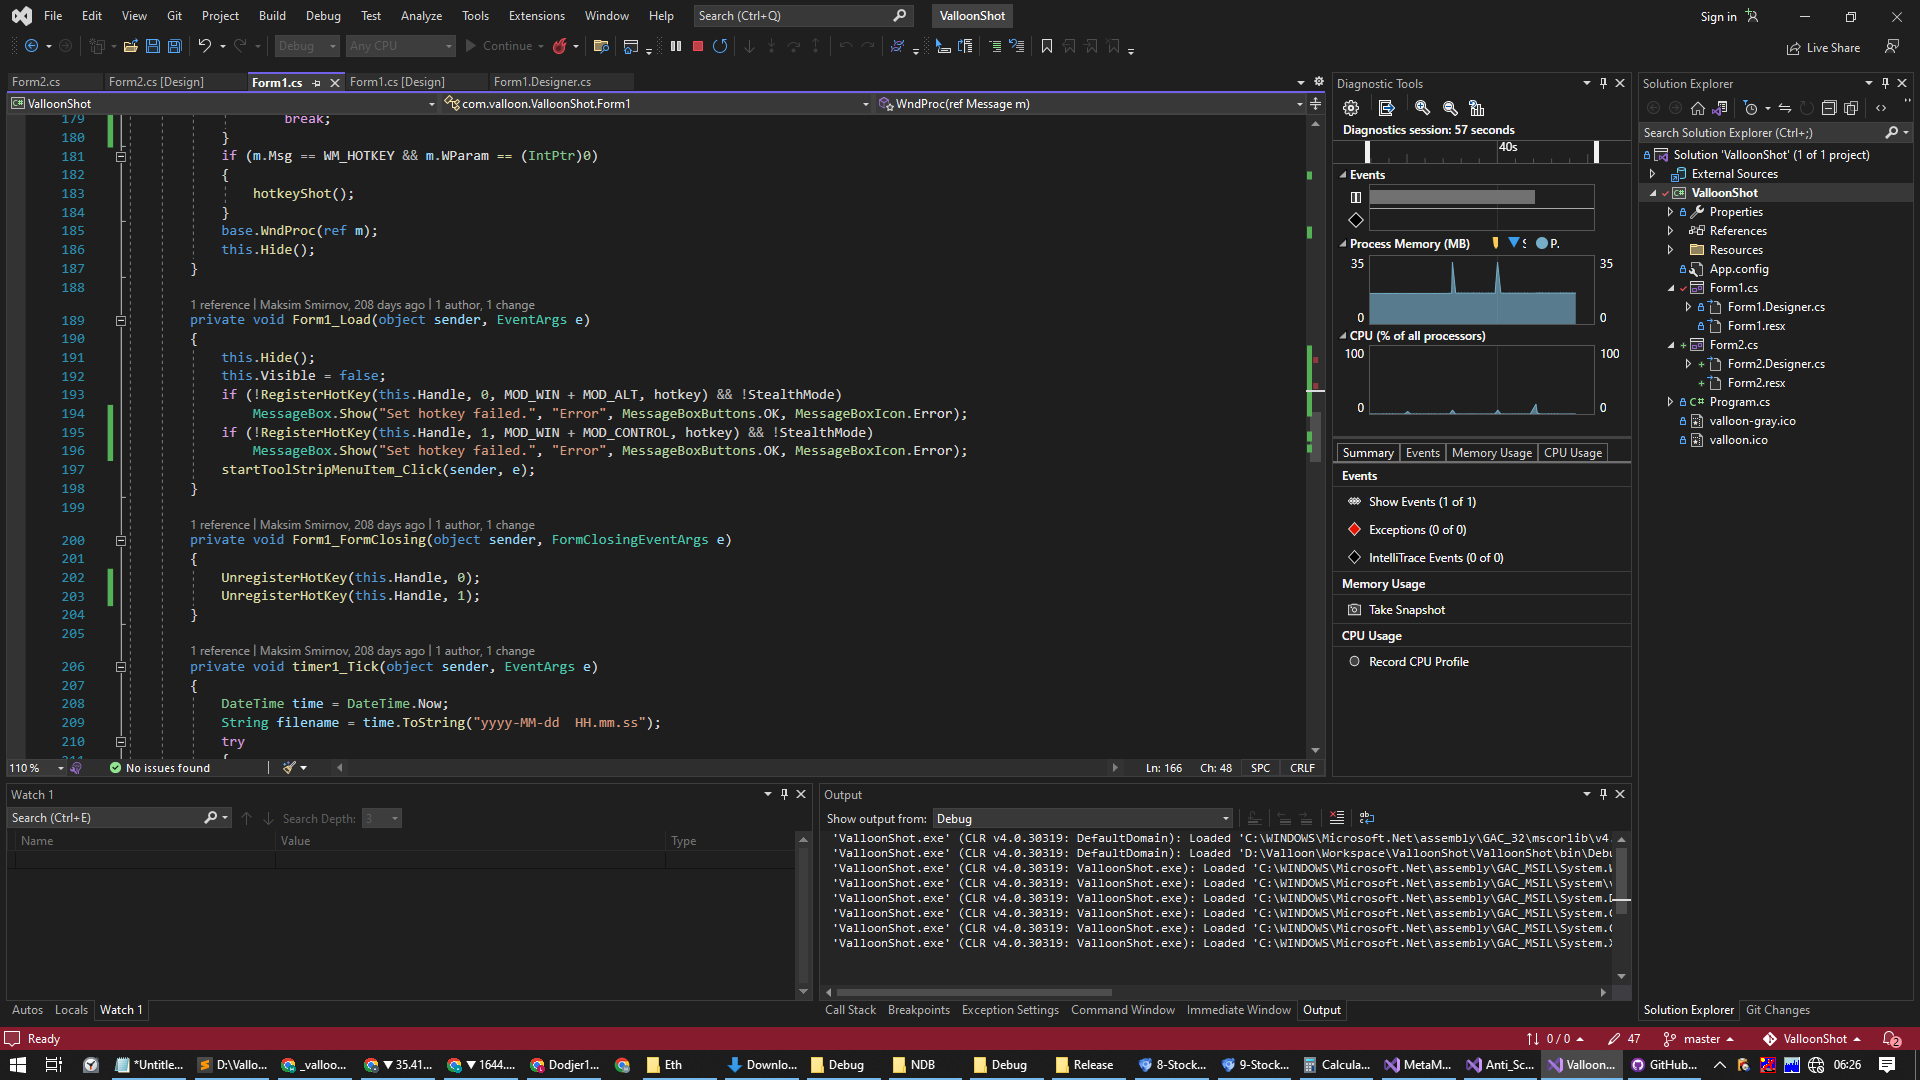 File Edit View Git Project Build Debug Test Analyze Tools Extensions Window Help Search (Ctrl+Q) ValloonShot Sign in
Debug Any CPU Continue Live Share
Form2.cs Form2.cs [Design] Form1.cs Form1.cs [Design] Form1.Designer.cs
ValloonShot com.valloon.ValloonShot.Form1 WndProc(ref Message m)
179 break;
180 }
181 if (m.Msg == WM_HOTKEY && m.WParam == (IntPtr)0)
182 {
183 hotkeyShot();
184 }
185 base.WndProc(ref m);
186 this.Hide();
187 }
188
1 reference | Maksim Smirnov, 208 days ago | 1 author, 1 change
189 private void Form1_Load(object sender, EventArgs e)
190 {
191 this.Hide();
192 this.Visible = false;
193 if (!RegisterHotKey(this.Handle, 0, MOD_WIN + MOD_ALT, hotkey) && !StealthMode)
194 MessageBox.Show("Set hotkey failed.", "Error", MessageBoxButtons.OK, MessageBoxIcon.Error);
195 if (!RegisterHotKey(this.Handle, 1, MOD_WIN + MOD_CONTROL, hotkey) && !StealthMode)
196 MessageBox.Show("Set hotkey failed.", "Error", MessageBoxButtons.OK, MessageBoxIcon.Error);
197 startToolStripMenuItem_Click(sender, e);
198 }
199
1 reference | Maksim Smirnov, 208 days ago | 1 author, 1 change
200 private void Form1_FormClosing(object sender, FormClosingEventArgs e)
201 {
202 UnregisterHotKey(this.Handle, 0);
203 UnregisterHotKey(this.Handle, 1);
204 }
205
1 reference | Maksim Smirnov, 208 days ago | 1 author, 1 change
206 private void timer1_Tick(object sender, EventArgs e)
207 {
208 DateTime time = DateTime.Now;
209 String filename = time.ToString("yyyy-MM-dd  HH.mm.ss");
210 try
110 % No issues found Ln: 166 Ch: 48 SPC CRLF
Diagnostic Tools
Diagnostics session: 57 seconds
40s
Events
Process Memory (MB) S P.
35 35
0 0
CPU (% of all processors)
100 100
0 0
Summary Events Memory Usage CPU Usage
Events
Show Events (1 of 1)
Exceptions (0 of 0)
IntelliTrace Events (0 of 0)
Memory Usage
Take Snapshot
CPU Usage
Record CPU Profile
Solution Explorer
Search Solution Explorer (Ctrl+;)
Solution 'ValloonShot' (1 of 1 project)
External Sources
ValloonShot
Properties
References
Resources
App.config
Form1.cs
Form1.Designer.cs
Form1.resx
Form2.cs
Form2.Designer.cs
Form2.resx
Program.cs
valloon-gray.ico
valloon.ico
Solution Explorer Git Changes
Watch 1
Search (Ctrl+E) Search Depth: 3
Name Value Type
Autos Locals Watch 1
Output
Show output from: Debug
'ValloonShot.exe' (CLR v4.0.30319: DefaultDomain): Loaded 'C:\WINDOWS\Microsoft.Net\assembly\GAC_32\mscorlib\v4.
'ValloonShot.exe' (CLR v4.0.30319: DefaultDomain): Loaded 'D:\Valloon\Workspace\ValloonShot\ValloonShot\bin\Debu
'ValloonShot.exe' (CLR v4.0.30319: ValloonShot.exe): Loaded 'C:\WINDOWS\Microsoft.Net\assembly\GAC_MSIL\System.
'ValloonShot.exe' (CLR v4.0.30319: ValloonShot.exe): Loaded 'C:\WINDOWS\Microsoft.Net\assembly\GAC_MSIL\System\
'ValloonShot.exe' (CLR v4.0.30319: ValloonShot.exe): Loaded 'C:\WINDOWS\Microsoft.Net\assembly\GAC_MSIL\System.
'ValloonShot.exe' (CLR v4.0.30319: ValloonShot.exe): Loaded 'C:\WINDOWS\Microsoft.Net\assembly\GAC_MSIL\System.
'ValloonShot.exe' (CLR v4.0.30319: ValloonShot.exe): Loaded 'C:\WINDOWS\Microsoft.Net\assembly\GAC_MSIL\System.
'ValloonShot.exe' (CLR v4.0.30319: ValloonShot.exe): Loaded 'C:\WINDOWS\Microsoft.Net\assembly\GAC_MSIL\System.
Call Stack Breakpoints Exception Settings Command Window Immediate Window Output
Ready 0 / 0 47 master ValloonShot 2
*Untitle... D:\Vallo... _valloo... ▼ 35.41... ▼ 1644.... Dodjer1... Eth Downlo... Debug NDB Debug Release 8-Stock... 9-Stock... Calcula... MetaM... Anti_Sc... Valloon... GitHub... 06:26